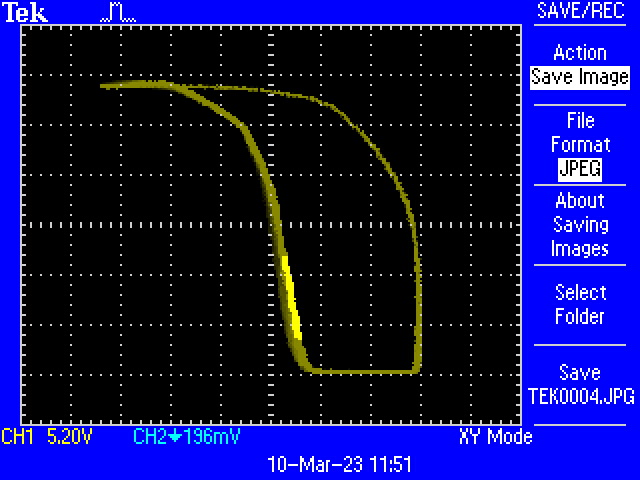 Tek
SAVE/REC
Action
Save Image
File
Format
JPEG
About
Saving
Images
Select
Folder
Save
TEK0004.JPG
CH1 5.20V CH2 196mV XY Mode
10-Mar-23 11:51